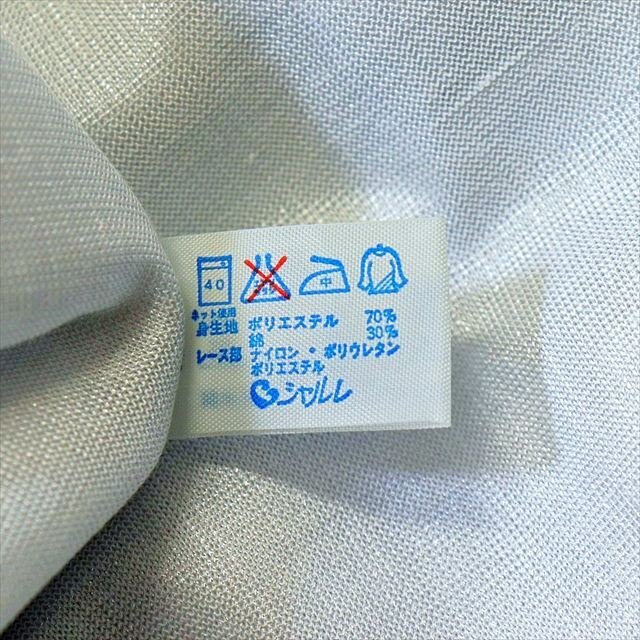 40 中
ネット使用
身生地 ポリエステル 70%
綿 30%
レース部 ナイロン・ポリウレタン
ポリエステル
シャルレ